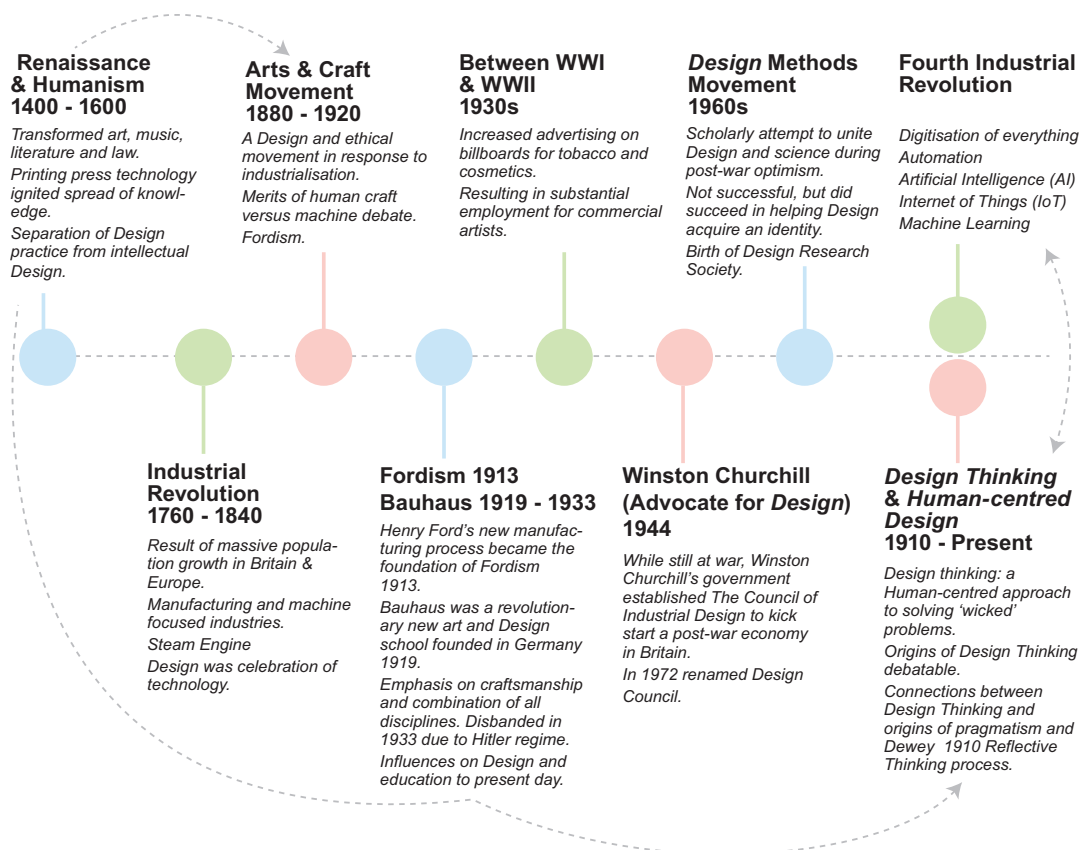 Renaissance
& Humanism
1400 - 1600
Transformed art, music,
literature and law.
Printing press technology
ignited spread of knowl-
edge.
Separation of Design
practice from intellectual
Design.
Arts & Craft
Movement
1880 - 1920
A Design and ethical
movement in response to
industrialisation.
Merits of human craft
versus machine debate.
Fordism.
Between WWI
& WWII
1930s
Increased advertising on
billboards for tobacco and
cosmetics.
Resulting in substantial
employment for commercial
artists.
Design Methods
Movement
1960s
Scholarly attempt to unite
Design and science during
post-war optimism.
Not successful, but did
succeed in helping Design
acquire an identity.
Birth of Design Research
Society.
Fourth Industrial
Revolution
Digitisation of everything
Automation
Artificial Intelligence (AI)
Internet of Things (IoT)
Machine Learning
Industrial
Revolution
1760 - 1840
Result of massive popula-
tion growth in Britain &
Europe.
Manufacturing and machine
focused industries.
Steam Engine
Design was celebration of
technology.
Fordism 1913
Bauhaus 1919 - 1933
Henry Ford's new manufac-
turing process became the
foundation of Fordism
1913.
Bauhaus was a revolution-
ary new art and Design
school founded in Germany
1919.
Emphasis on craftsmanship
and combination of all
disciplines. Disbanded in
1933 due to Hitler regime.
Influences on Design and
education to present day.
Winston Churchill
(Advocate for Design)
1944
While still at war, Winston
Churchill's government
established The Council of
Industrial Design to kick
start a post-war economy
in Britain.
In 1972 renamed Design
Council.
Design Thinking
& Human-centred
Design
1910 - Present
Design thinking: a
Human-centred approach
to solving 'wicked'
problems.
Origins of Design Thinking
debatable.
Connections between
Design Thinking and
origins of pragmatism and
Dewey 1910 Reflective
Thinking process.